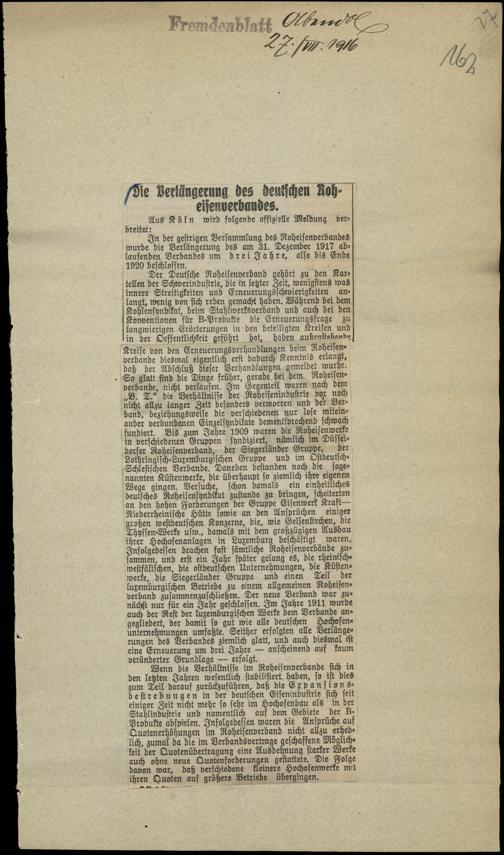 Fremdenblatt
27./VII. 1916
162
Die Verlängerung des deutschen Roh-
eisenverbandes.
Aus Köln wird folgende offizielle Meldung ver-
breitet:
In der gestrigen Versammlung des Roheisenverbandes
wurde die Verlängerung des am 31. Dezember 1917 ab-
laufenden Verbandes um drei Jahre, also bis Ende
1920 beschlossen.
Der Deutsche Roheisenverband gehört zu den Kar-
tellen der Schwerindustrie, die in letzter Zeit, wenigstens was
innere Streitigkeiten und Erneuerungsschwierigkeiten an-
langt, wenig von sich reden gemacht haben. Während bei dem
Kohlensyndikat, beim Stahlwerksverband und auch bei den
Konventionen für B-Produkte die Erneuerungsfrage zu
langwierigen Erörterungen in den beteiligten Kreisen und
in der Oeffentlichkeit geführt hat, haben außenstehende
Kreise von den Erneuerungsverhandlungen beim Roheisen-
verbande diesmal eigentlich erst dadurch Kenntnis erlangt,
daß der Abschluß dieser Verhandlungen gemeldet wurde.
So glatt sind die Dinge früher, gerade bei dem Roheisen-
verbande, nicht verlaufen. Im Gegenteil waren nach dem
„B. T.“ die Verhältnisse der Roheisenindustrie vor noch
nicht allzu langer Zeit besonders verworren und der Ver-
band, beziehungsweise die verschiedenen nur lose mitein-
ander verbundenen Einzelsyndikate dementsprechend schwach
fundiert. Bis zum Jahre 1909 waren die Roheisenwerke
in verschiedenen Gruppen syndiziert, nämlich im Düssel-
dorfer Roheisenverband, der Siegerländer Gruppe, der
Lothringisch-Luxemburgischen Gruppe und im Ostdeutsch-
Schlesischen Verbande. Daneben bestanden noch die soge-
nannten Küstenwerke, die überhaupt so ziemlich ihre eigenen
Wege gingen. Versuche, schon damals ein einheitliches
deutsches Roheisensyndikat zustande zu bringen, scheiterten
an den hohen Forderungen der Gruppe Eisenwerk Kraft—
Niederrheinische Hütte sowie an den Ansprüchen einiger
großen westdeutschen Konzerne, die, wie Gelsenkirchen, die
Thyssen-Werke usw., damals mit dem großzügigen Ausbau
ihrer Hochofenanlagen in Luxemburg beschäftigt waren.
Infolgedessen brachen fast sämtliche Roheisenverbände zu-
sammen, und erst ein Jahr später gelang es, die rheinisch-
westfälischen, die ostdeutschen Unternehmungen, die Küsten-
werke, die Siegerländer Gruppe und einen Teil der
luxemburgischen Betriebe zu einem allgemeinen Roheisen-
verband zusammenzuschließen. Der neue Verband war zu-
nächst nur für ein Jahr geschlossen. Im Jahre 1911 wurde
auch der Rest der luxemburgischen Werke dem Verbande an-
gegliedert, der damit so gut wie alle deutschen Hochofen-
unternehmungen umfaßte. Seither erfolgten alle Verlänge-
rungen des Verbandes ziemlich glatt, und auch diesmal ist
eine Erneuerung um drei Jahre — anscheinend auf kaum
veränderter Grundlage — erfolgt.
Wenn die Verhältnisse im Roheisenverbande sich in
den letzten Jahren wesentlich stabilisiert haben, so ist dies
zum Teil darauf zurückzuführen, daß die Expansions-
bestrebungen in der deutschen Eisenindustrie sich seit
einiger Zeit nicht mehr so sehr im Hochofenbau als in der
Stahlindustrie und namentlich auf dem Gebiete der B-
Produkte abspielen. Infolgedessen waren die Ansprüche auf
Quotenerhöhungen im Roheisenverband nicht allzu erheb-
lich, zumal da die im Verbandsvertrage geschaffene Möglich-
keit der Quotenübertragung eine Ausdehnung starker Werke
auch ohne neue Quotenforderungen gestattete. Die Folge
davon war, daß verschiedene kleinere Hochofenwerke mit
ihren Quoten auf größere Betriebe übergingen.